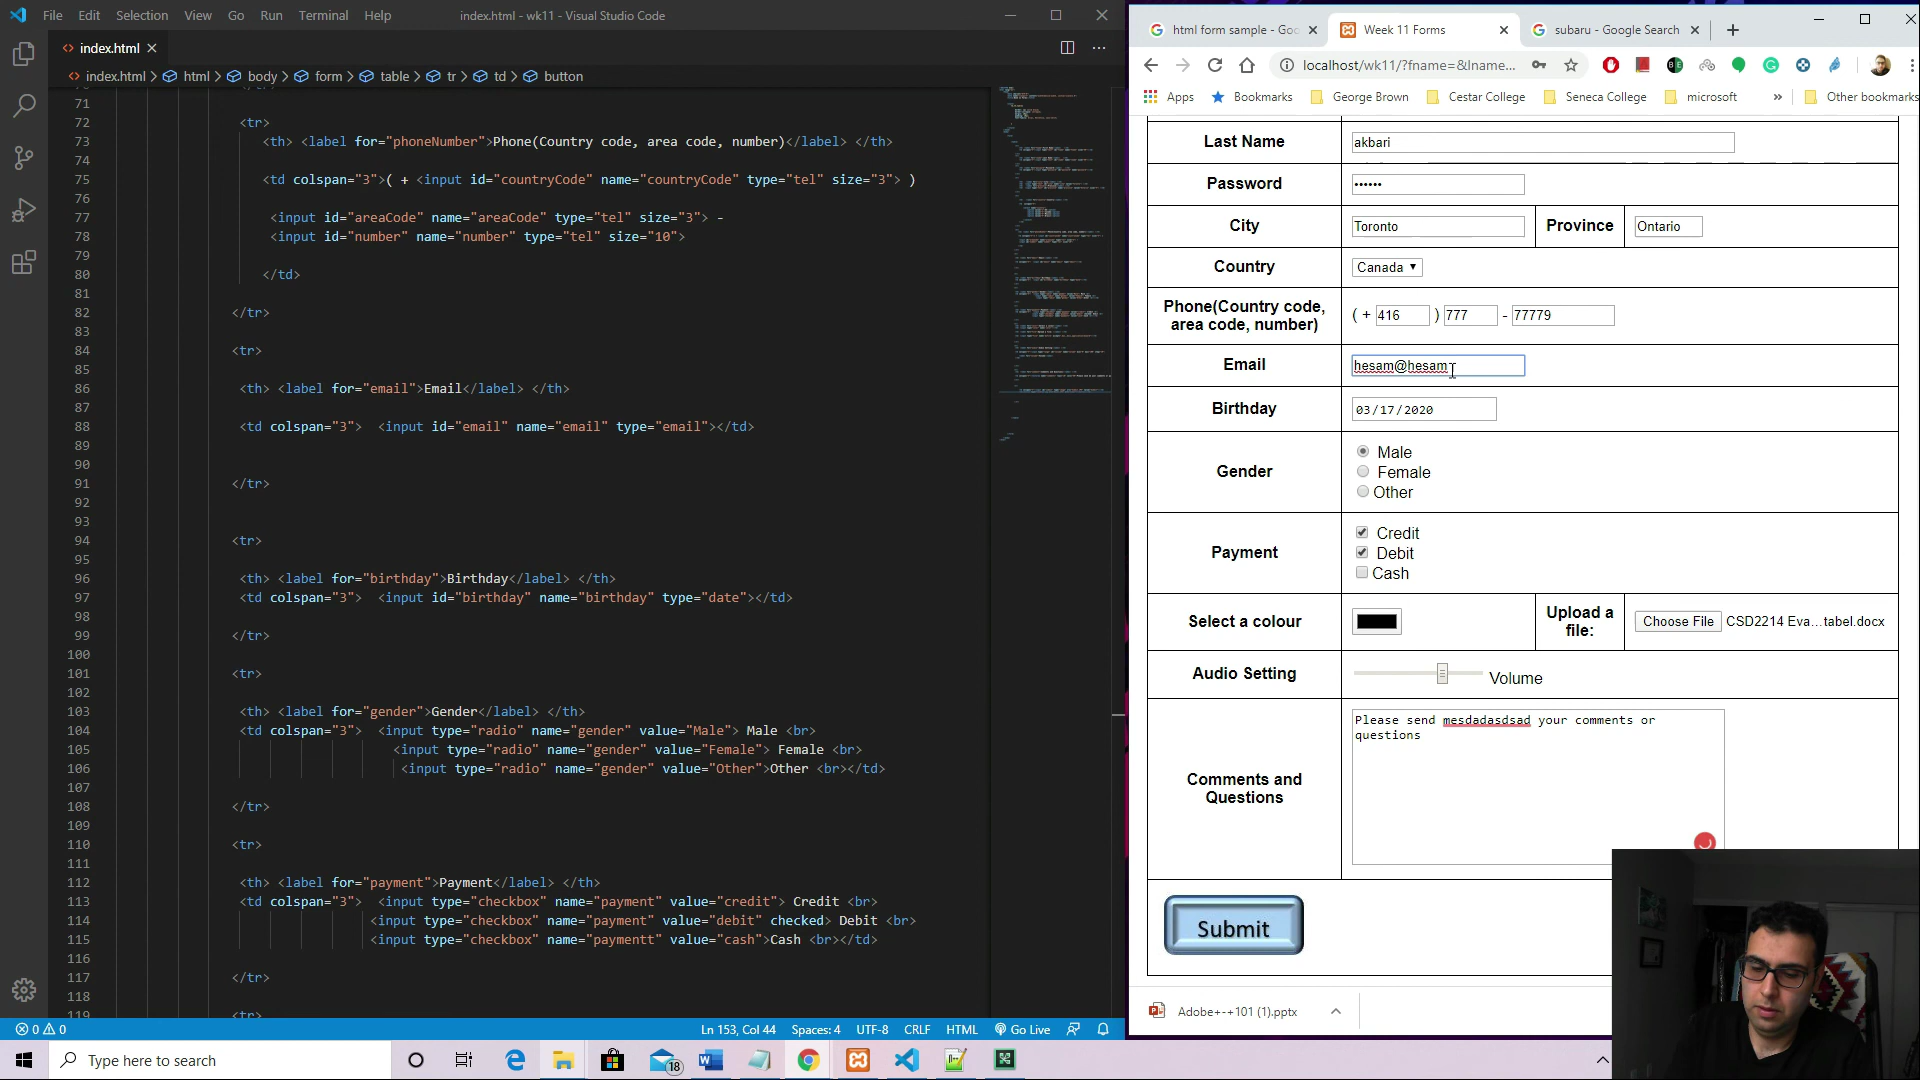 File Edit Selection View Go Run Terminal Help index.html - wk11 - Visual Studio Code
index.html
index.html > html > body > form > table > tr > td > button
71
72 <tr>
73 <th> <label for="phoneNumber">Phone(Country code, area code, number)</label> </th>
74
75 <td colspan="3">( + <input id="countryCode" name="countryCode" type="tel" size="3"> )
76
77 <input id="areaCode" name="areaCode" type="tel" size="3"> -
78 <input id="number" name="number" type="tel" size="10">
79
80 </td>
81
82 </tr>
83
84 <tr>
85
86 <th> <label for="email">Email</label> </th>
87
88 <td colspan="3"> <input id="email" name="email" type="email"></td>
89
90
91 </tr>
92
93
94 <tr>
95
96 <th> <label for="birthday">Birthday</label> </th>
97 <td colspan="3"> <input id="birthday" name="birthday" type="date"></td>
98
99 </tr>
100
101 <tr>
102
103 <th> <label for="gender">Gender</label> </th>
104 <td colspan="3"> <input type="radio" name="gender" value="Male"> Male <br>
105 <input type="radio" name="gender" value="Female"> Female <br>
106 <input type="radio" name="gender" value="Other">Other <br></td>
107
108 </tr>
109
110 <tr>
111
112 <th> <label for="payment">Payment</label> </th>
113 <td colspan="3"> <input type="checkbox" name="payment" value="credit"> Credit <br>
114 <input type="checkbox" name="payment" value="debit" checked> Debit <br>
115 <input type="checkbox" name="paymentt" value="cash">Cash <br></td>
116
117 </tr>
118
119 <tr>
0 0 Ln 153, Col 44 Spaces: 4 UTF-8 CRLF HTML Go Live
html form sample - Goo Week 11 Forms subaru - Google Search
localhost/wk11/?fname=&lname...
Apps Bookmarks George Brown Cestar College Seneca College microsoft » Other bookmarks
Last Name akbari
Password ••••••
City Toronto Province Ontario
Country Canada
Phone(Country code, area code, number) ( + 416 ) 777 - 77779
Email hesam@hesam
Birthday 03/17/2020
Gender
Male
Female
Other
Payment
Credit
Debit
Cash
Select a colour Upload a file: Choose File CSD2214 Eva...tabel.docx
Audio Setting Volume
Comments and Questions
Please send mesdadasdsad your comments or
questions
Submit
Adobe+-+101 (1).pptx
Type here to search 18